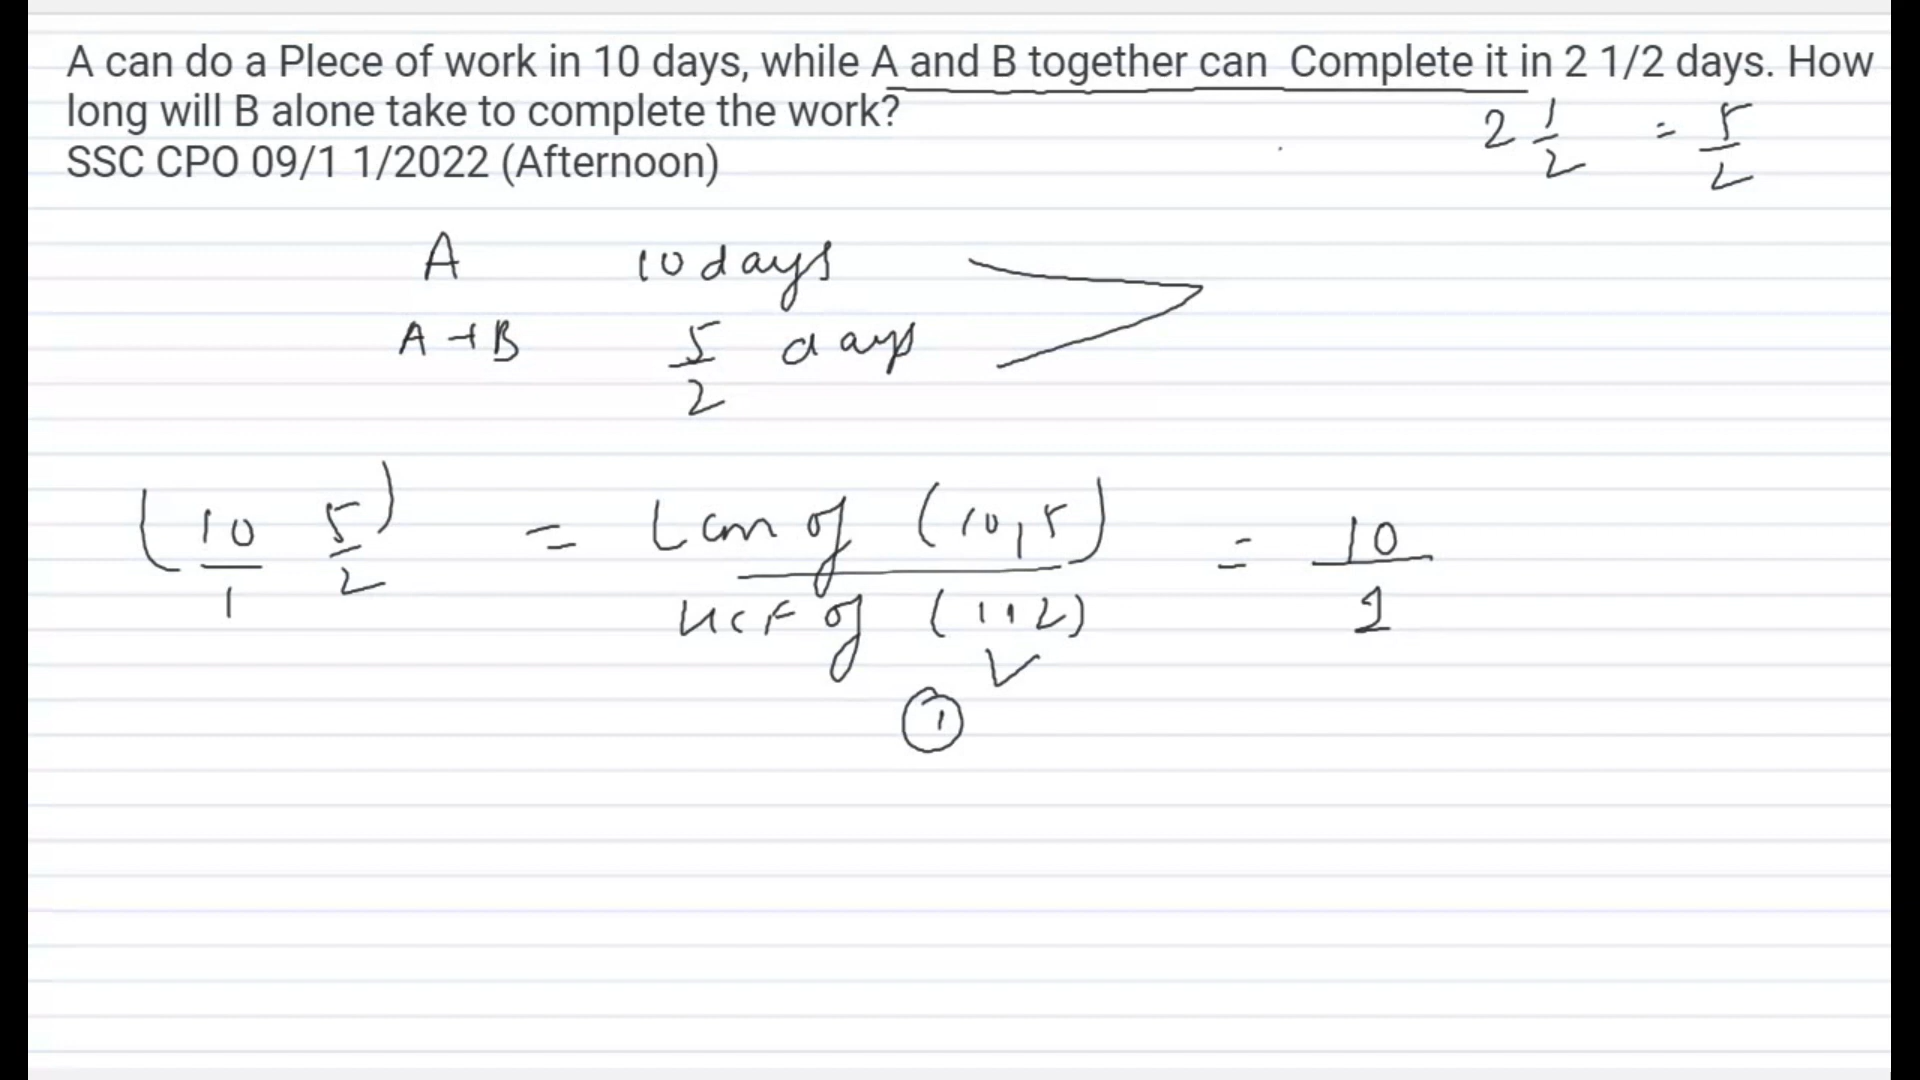 A can do a Plece of work in 10 days, while A and B together can Complete it in 2 1/2 days. How
long will B alone take to complete the work?
2 1/2 = 5/2
SSC CPO 09/1 1/2022 (Afternoon)
A 10 days
A+B 5/2 days
(10/1 5/2) = Lcm of (10,5) / HCF of (1,2) = 10/1
1